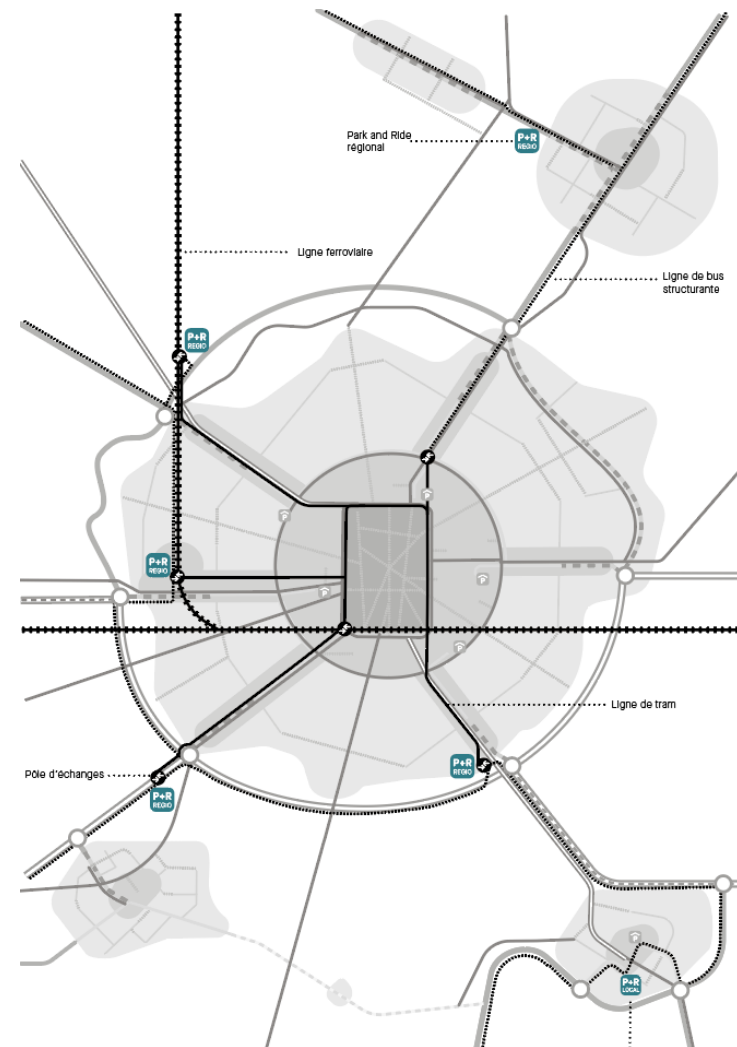 Park and Ride
régional
P+R
REGIO
Ligne ferroviaire
Ligne de bus
structurante
P+R
REGIO
P+R
REGIO
Ligne de tram
P+R
REGIO
Pôle d'échanges
P+R
REGIO
P+R
LOCAL